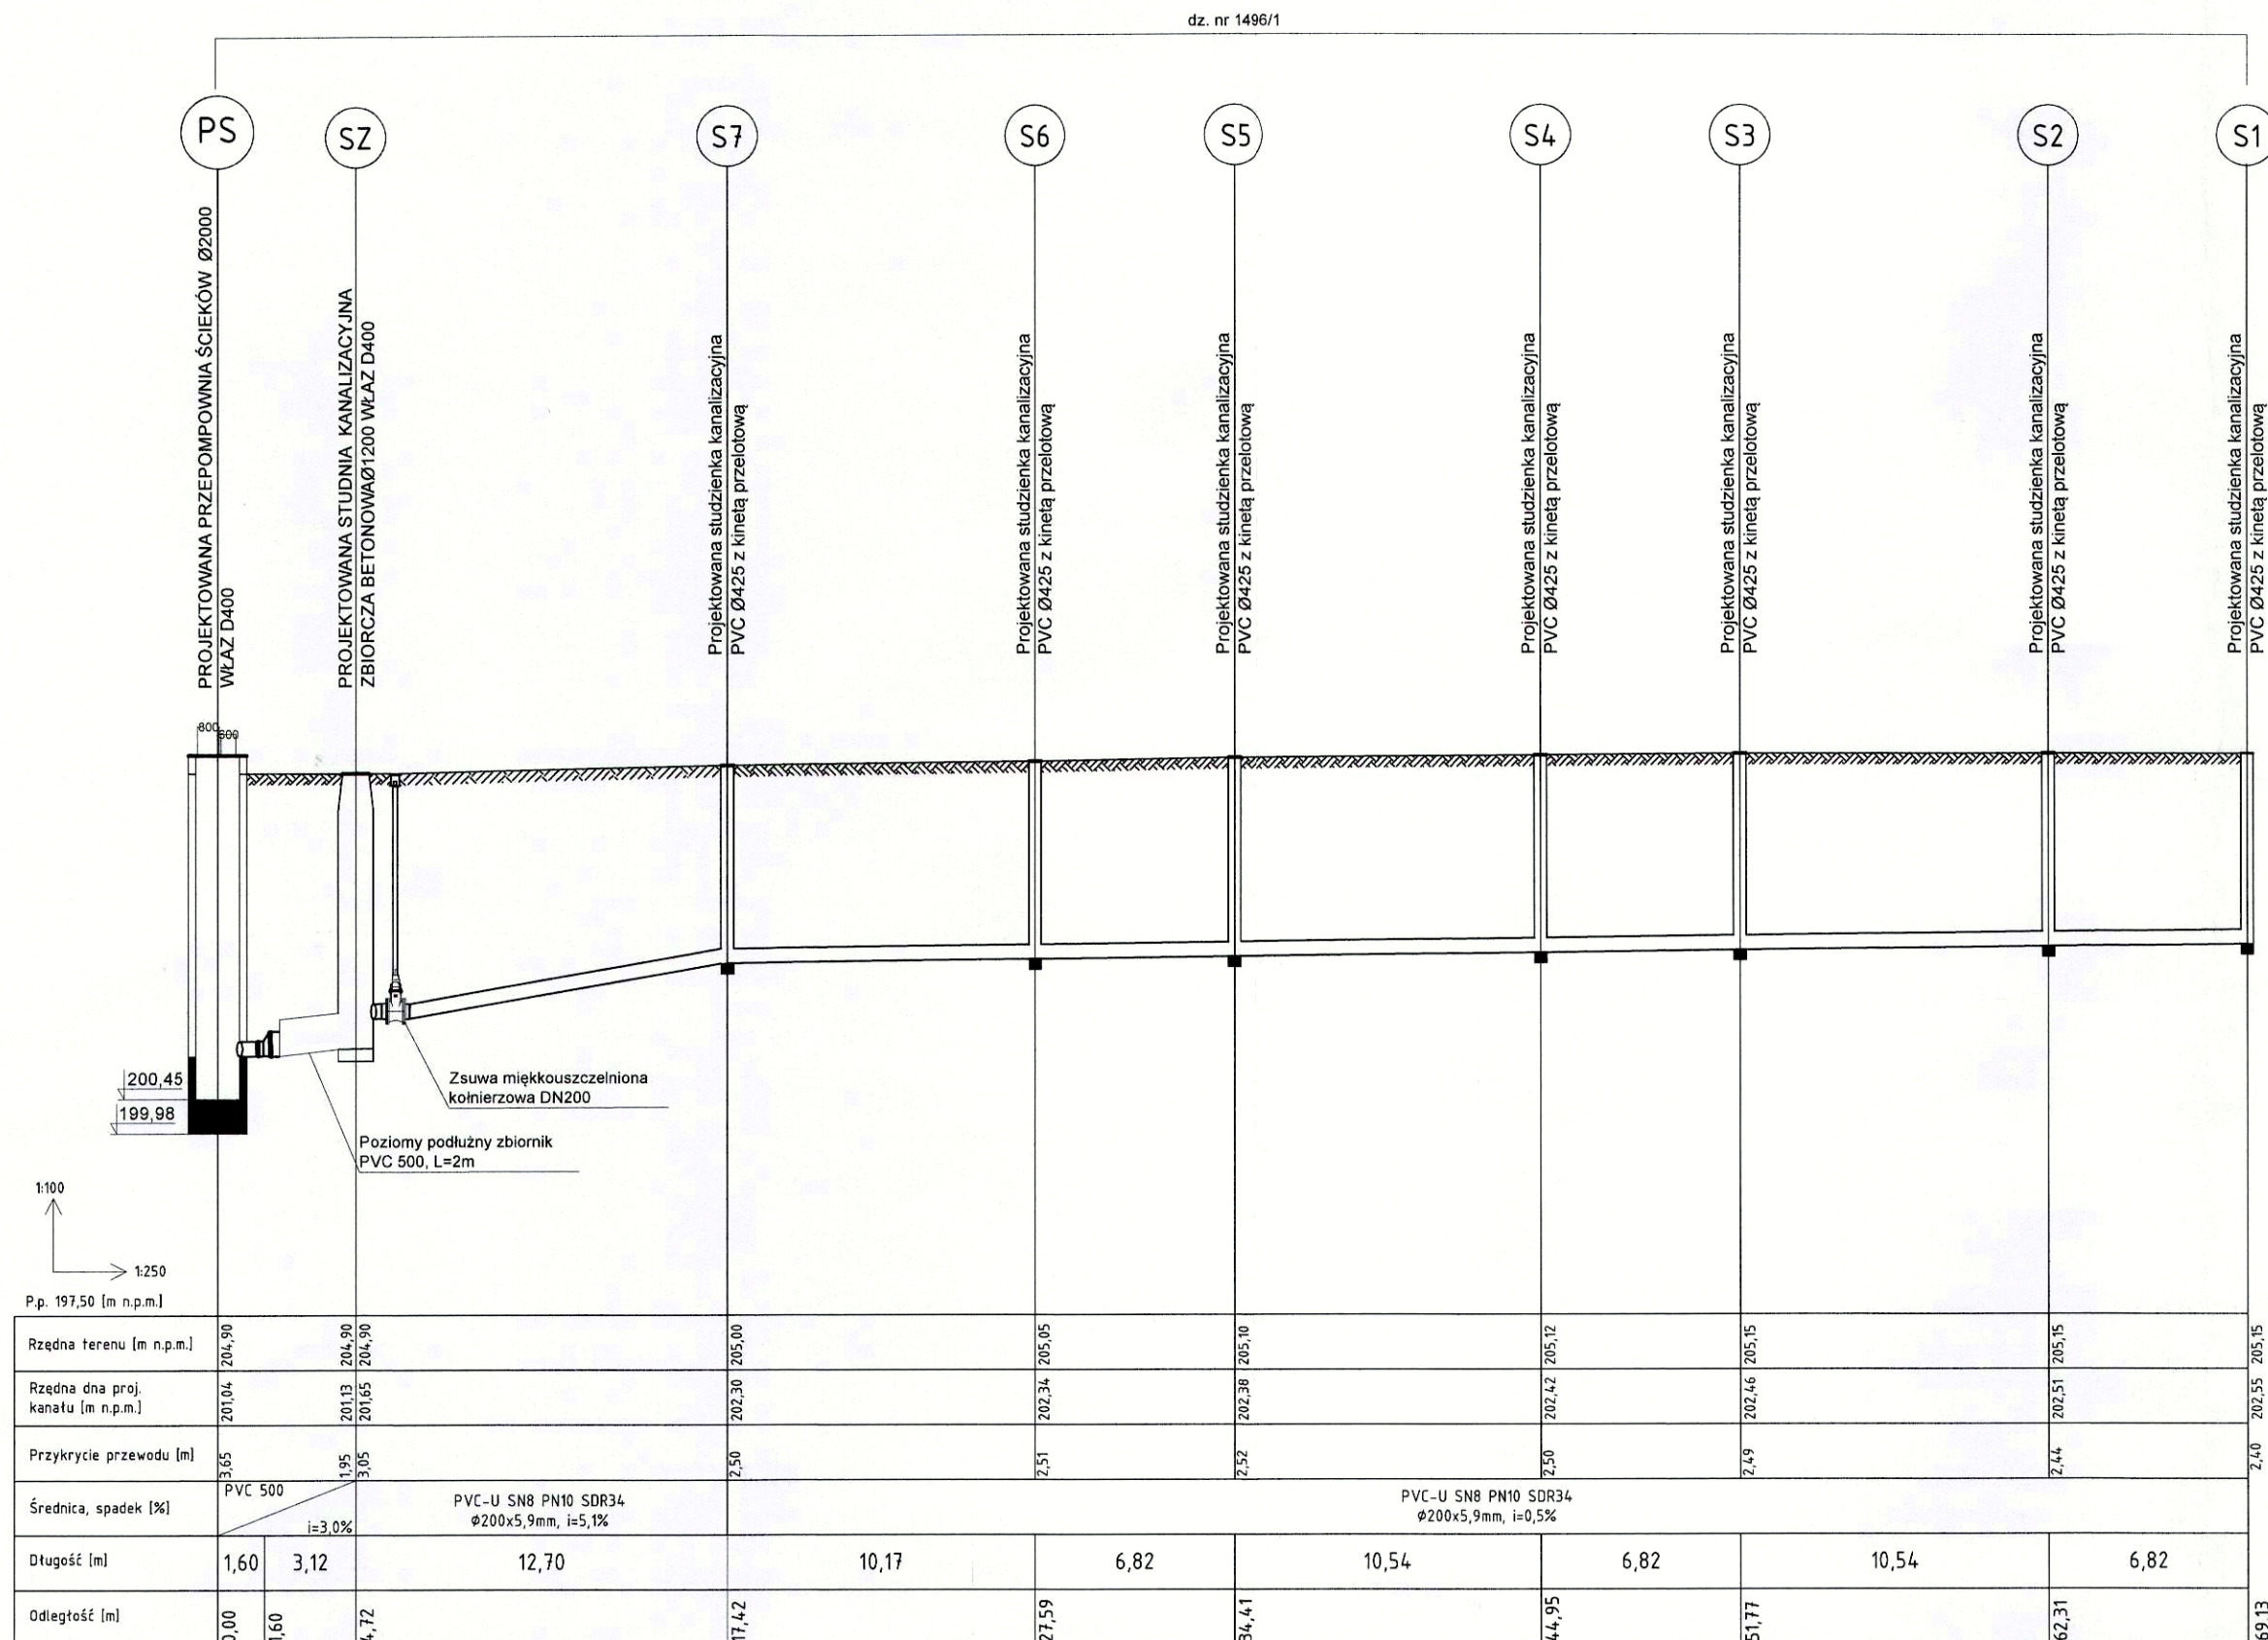 dz. nr 1496/1
PS
SZ
S7
S6
S5
S4
S3
S2
S1
PROJEKTOWANA PRZEPOMPOWNIA ŚCIEKÓW Ø2000
WŁAZ D400
PROJEKTOWANA STUDNIA KANALIZACYJNA
ZBIORCZA BETONOWAØ1200 WŁAZ D400
Projektowana studzienka kanalizacyjna
PVC Ø425 z kinetą przelotową
Projektowana studzienka kanalizacyjna
PVC Ø425 z kinetą przelotową
Projektowana studzienka kanalizacyjna
PVC Ø425 z kinetą przelotową
Projektowana studzienka kanalizacyjna
PVC Ø425 z kinetą przelotową
Projektowana studzienka kanalizacyjna
PVC Ø425 z kinetą przelotową
Projektowana studzienka kanalizacyjna
PVC Ø425 z kinetą przelotową
Projektowana studzienka kanalizacyjna
PVC Ø425 z kinetą przelotową
800
600
200,45
199,98
Zsuwa miękkouszczelniona
kołnierzowa DN200
Poziomy podłużny zbiornik
PVC 500, L=2m
1:100
1:250
P.p. 197,50 [m n.p.m.]
Rzędna terenu [m n.p.m.] 204,90 204,90 204,90 205,00 205,05 205,10 205,12 205,15 205,15 205,15
Rzędna dna proj.
kanału [m n.p.m.] 201,04 201,13 201,65 202,30 202,34 202,38 202,42 202,46 202,51 202,55
Przykrycie przewodu [m] 3,65 1,95 3,05 2,50 2,51 2,52 2,50 2,49 2,44 2,40
Średnica, spadek [%]
PVC 500
i=3,0%
PVC-U SN8 PN10 SDR34
Φ200x5,9mm, i=5,1%
PVC-U SN8 PN10 SDR34
Φ200x5,9mm, i=0,5%
Długość [m] 1,60 3,12 12,70 10,17 6,82 10,54 6,82 10,54 6,82
Odległość [m] 0,00 1,60 4,72 17,42 27,59 34,41 44,95 51,77 62,31 69,13